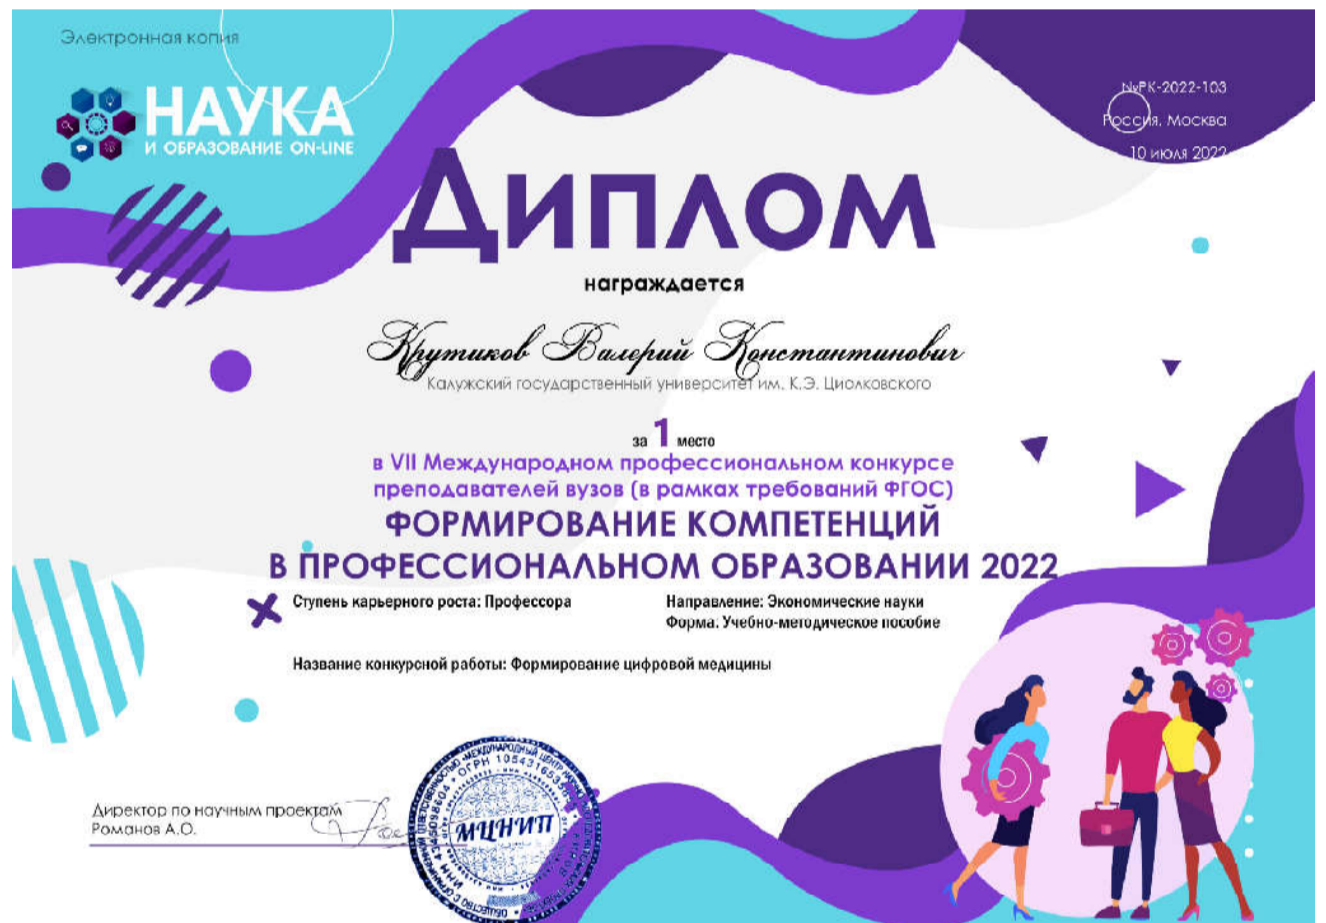 Электронная копия
НАУКА
И ОБРАЗОВАНИЕ ON-LINE
№РК-2022-103
Россия, Москва
10 июля 2022
Диплом
награждается
Крутиков Валерий Константинович
Калужский государственный университет им. К.Э. Циолковского
за 1 место
в VII Международном профессиональном конкурсе
преподавателей вузов (в рамках требований ФГОС)
ФОРМИРОВАНИЕ КОМПЕТЕНЦИЙ
В ПРОФЕССИОНАЛЬНОМ ОБРАЗОВАНИИ 2022
Ступень карьерного роста: Профессора
Направление: Экономические науки
Форма: Учебно-методическое пособие
Название конкурсной работы: Формирование цифровой медицины
Директор по научным проектам
Романов А.О.
МЦНИП